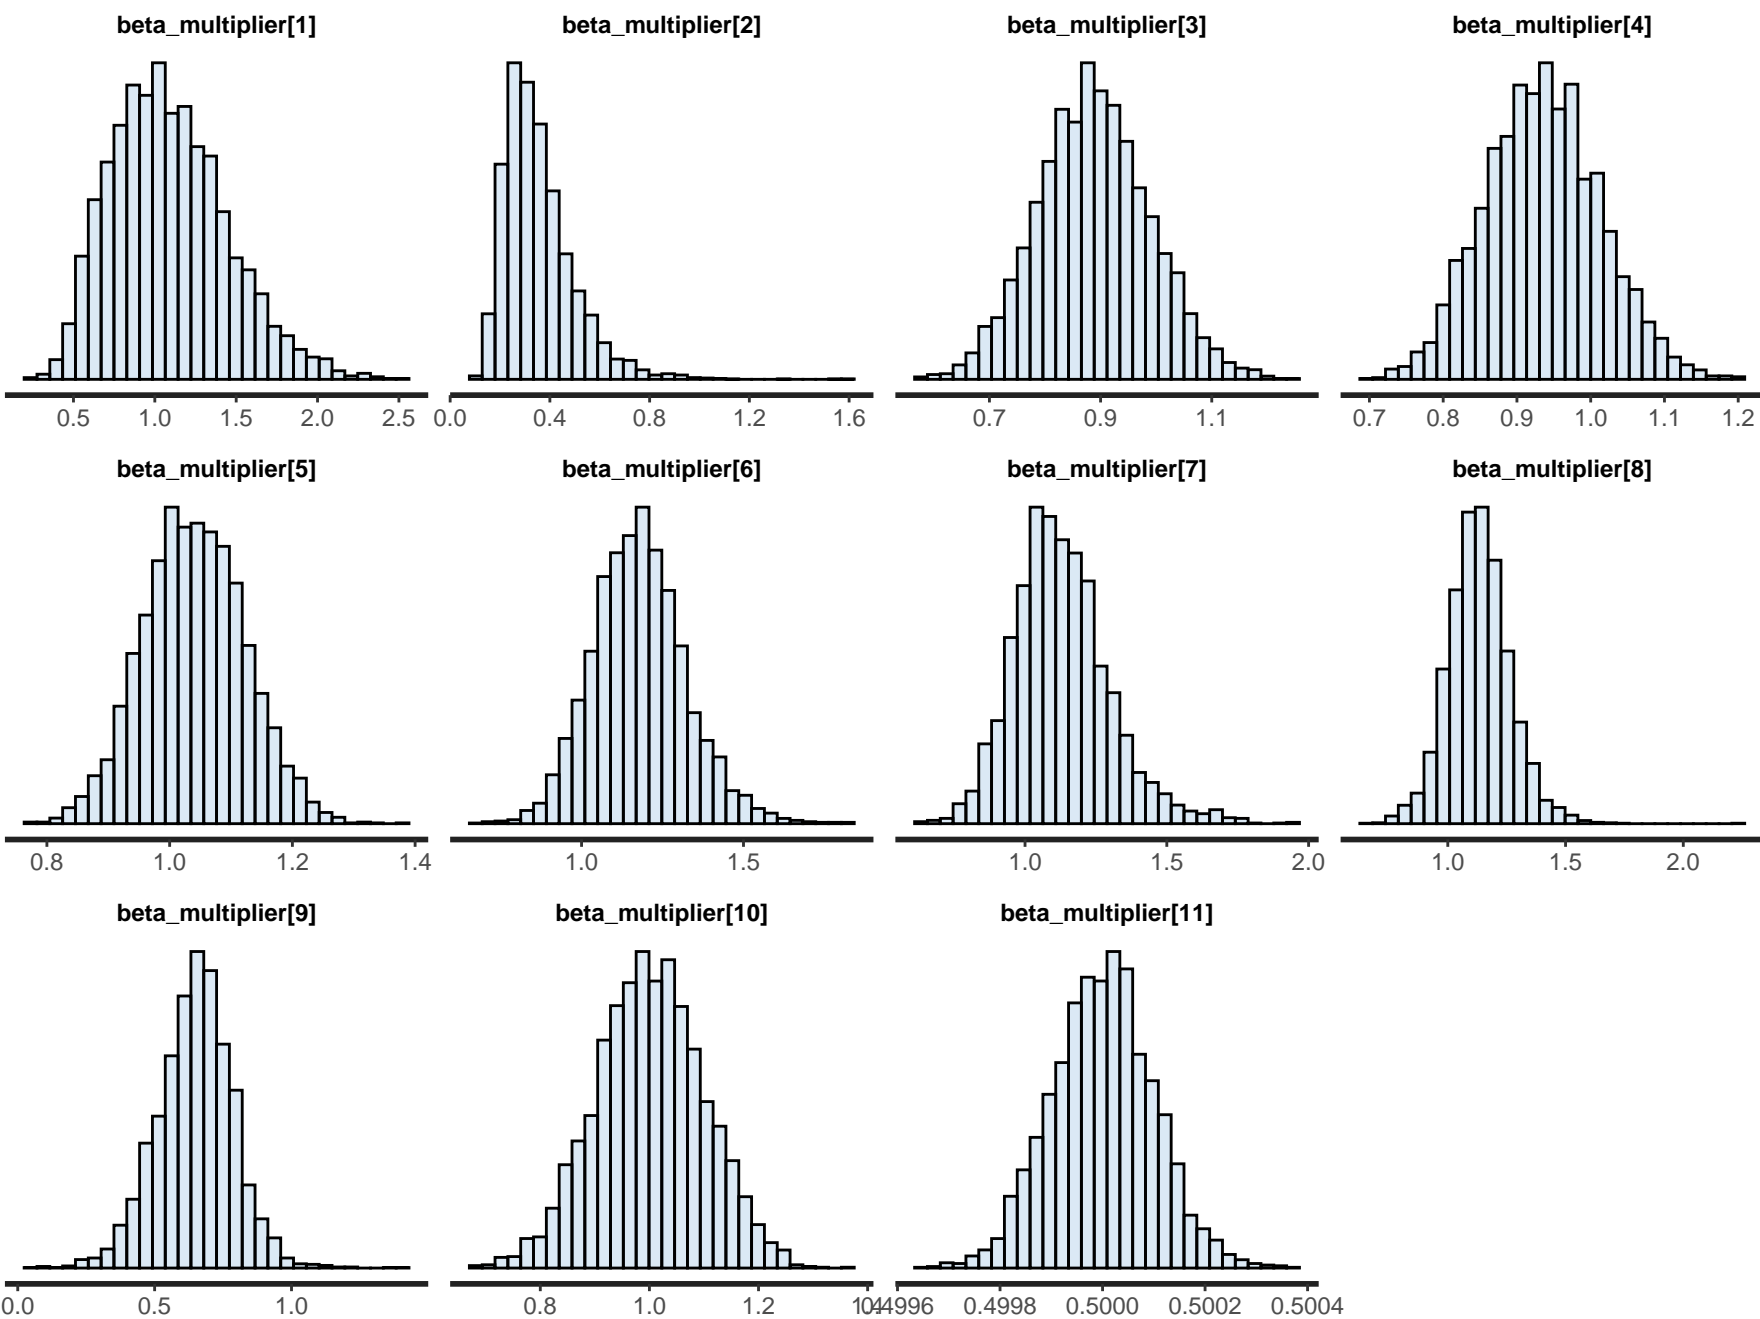 beta_multiplier[1] beta_multiplier[2] beta_multiplier[3] beta_multiplier[4]
0.5 1.0 1.5 2.0 2.5 0.0 0.4 0.8 1.2 1.6 0.7 0.9 1.1 0.7 0.8 0.9 1.0 1.1 1.2
beta_multiplier[5] beta_multiplier[6] beta_multiplier[7] beta_multiplier[8]
0.8 1.0 1.2 1.4 1.0 1.5 1.0 1.5 2.0 1.0 1.5 2.0
beta_multiplier[9] beta_multiplier[10] beta_multiplier[11]
0.0 0.5 1.0 0.8 1.0 1.2 1.4 0.4996 0.4998 0.5000 0.5002 0.5004